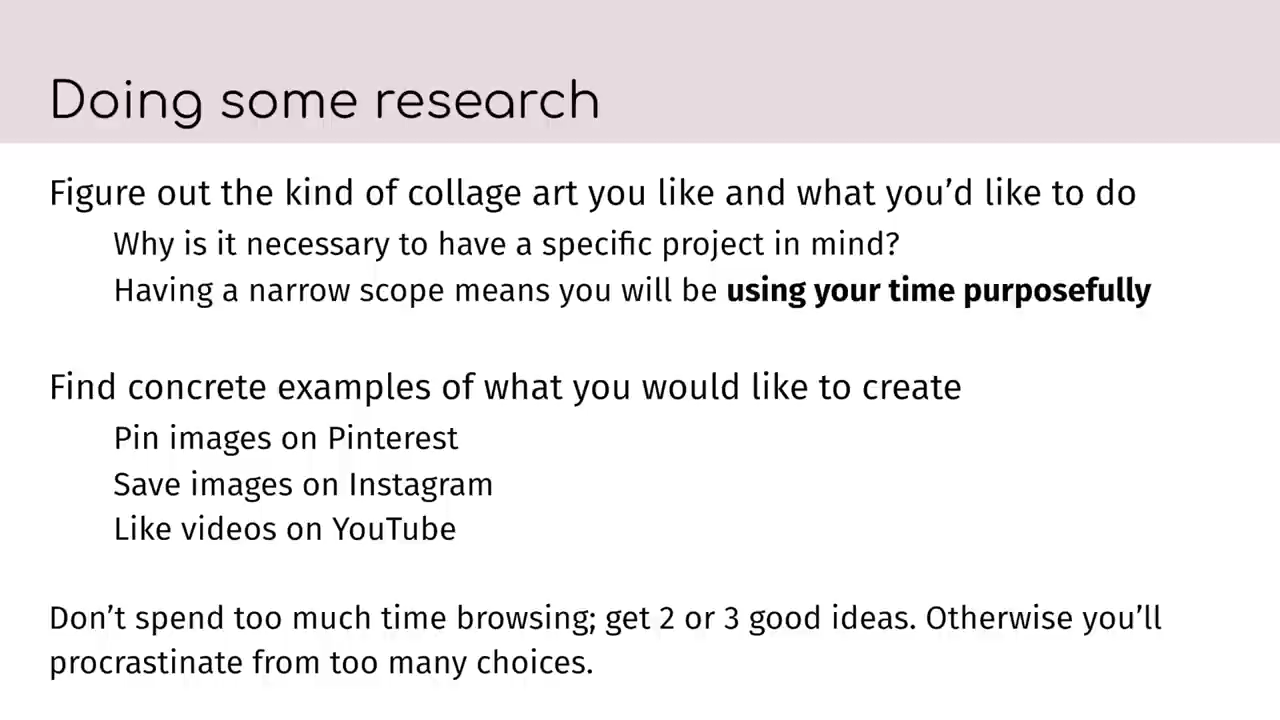 Doing some research
Figure out the kind of collage art you like and what you’d like to do
Why is it necessary to have a specific project in mind?
Having a narrow scope means you will be using your time purposefully
Find concrete examples of what you would like to create
Pin images on Pinterest
Save images on Instagram
Like videos on YouTube
Don’t spend too much time browsing; get 2 or 3 good ideas. Otherwise you’ll
procrastinate from too many choices.